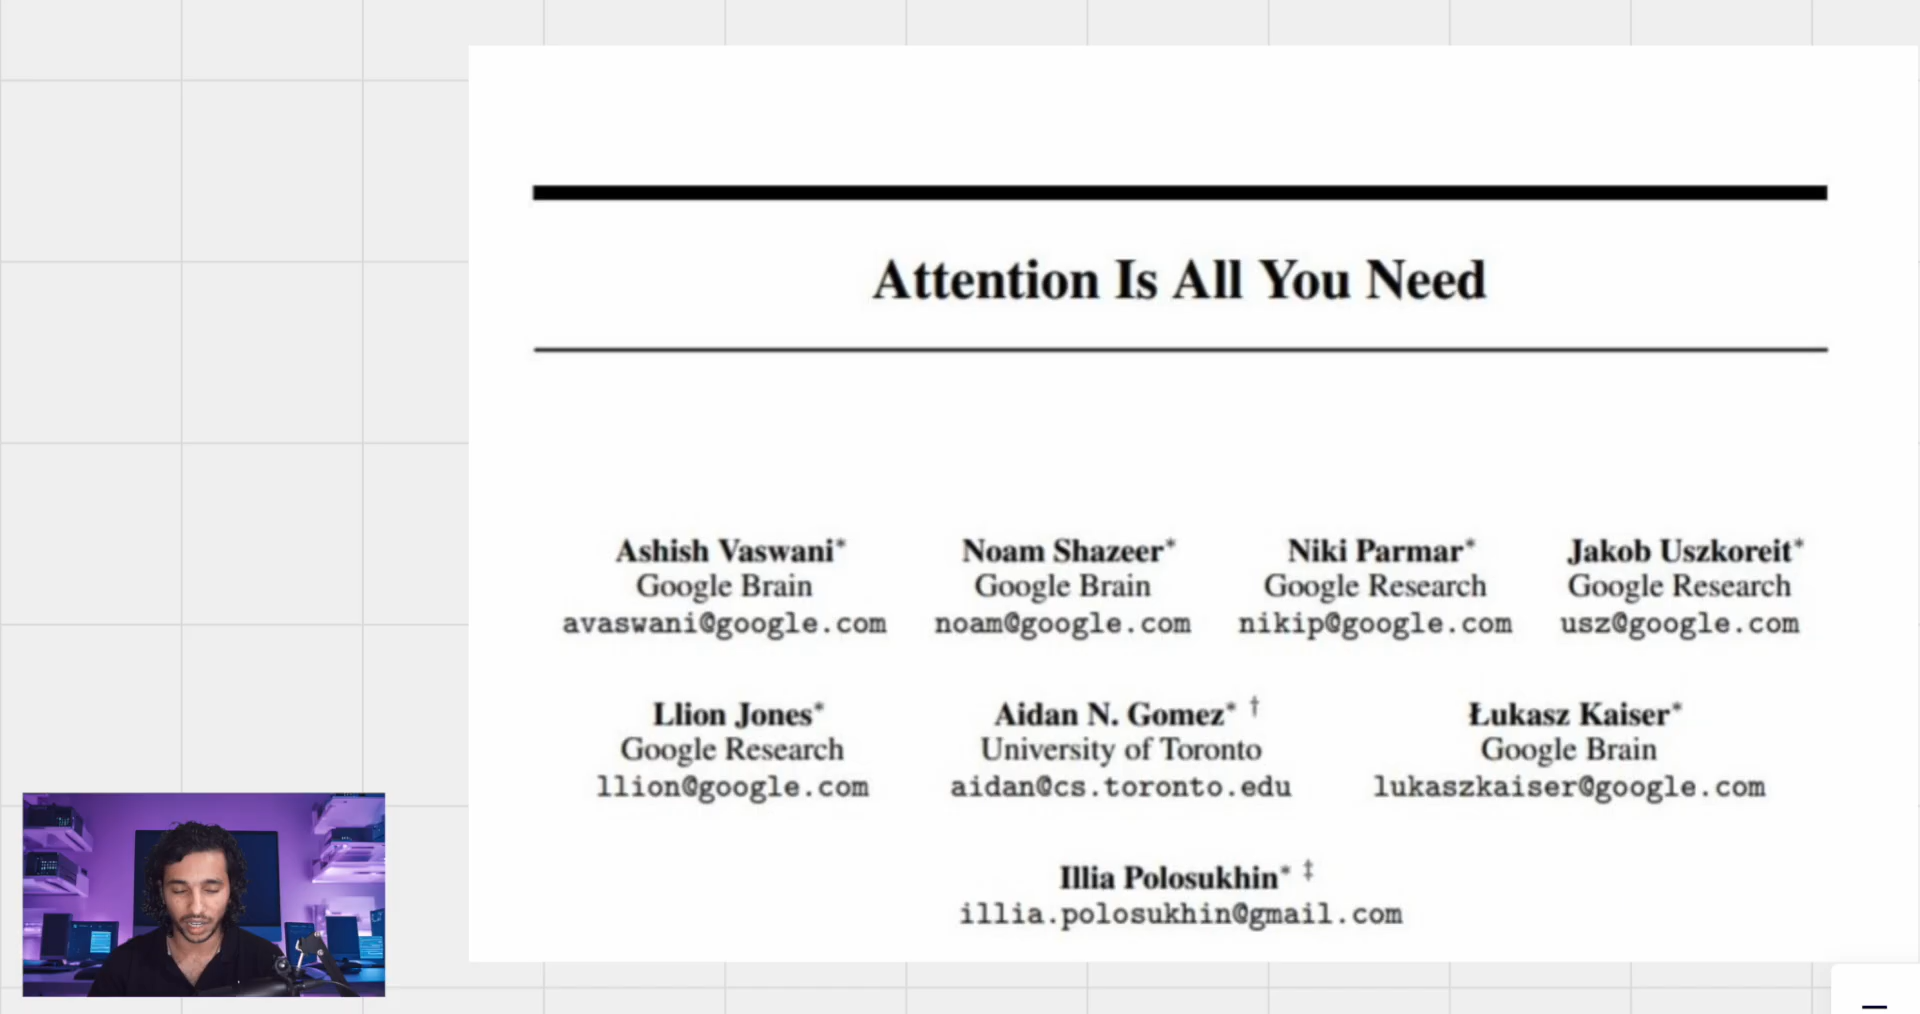 Attention Is All You Need
Ashish Vaswani* Noam Shazeer* Niki Parmar* Jakob Uszkoreit*
Google Brain Google Brain Google Research Google Research
avaswani@google.com noam@google.com nikip@google.com usz@google.com
Llion Jones* Aidan N. Gomez* † Łukasz Kaiser*
Google Research University of Toronto Google Brain
llion@google.com aidan@cs.toronto.edu lukaszkaiser@google.com
Illia Polosukhin* ‡
illia.polosukhin@gmail.com